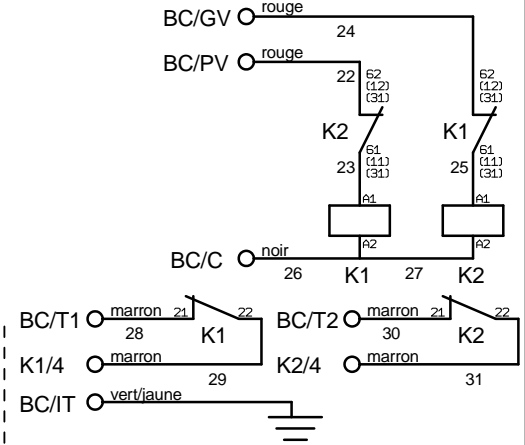 BC/GV rouge
24
BC/PV rouge
22 62 62
(12) (12)
(31) (31)
K2 K1
61 61
23 (11) 25 (11)
(31) (31)
A1 A1
A2 A2
BC/C noir
26 K1 27 K2
BC/T1 marron 21 22 BC/T2 marron 21 22
28 K1 30 K2
K1/4 marron K2/4 marron
29 31
BC/IT vert/jaune